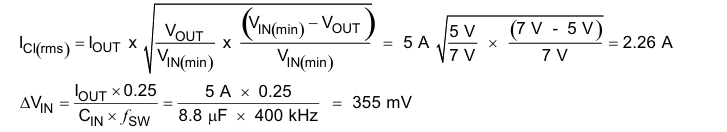 I_CI(rms) = I_OUT x √(V_OUT / V_IN(min) x (V_IN(min) – V_OUT) / V_IN(min)) = 5 A √(5 V / 7 V × (7 V - 5 V) / 7 V) = 2.26 A
ΔV_IN = (I_OUT × 0.25) / (C_IN × f_SW) = (5 A × 0.25) / (8.8 µF × 400 kHz) = 355 mV